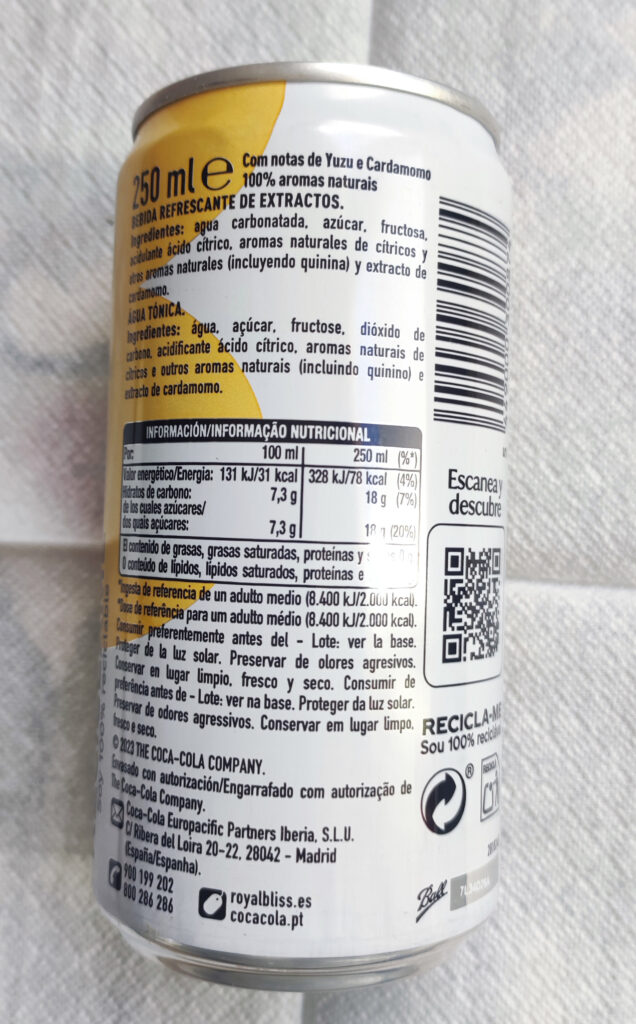 250 ml e
Com notas de Yuzu e Cardamomo
100% aromas naturais
BEBIDA REFRESCANTE DE EXTRACTOS.
Ingredientes: agua carbonatada, azúcar, fructosa,
acidulante ácido cítrico, aromas naturales de cítricos y
otros aromas naturales (incluyendo quinina) y extracto de
cardamomo.
ÁGUA TÓNICA.
Ingredientes: água, açúcar, fructose, dióxido de
carbono, acidificante ácido cítrico, aromas naturais de
citricos e outros aromas naturais (incluindo quinino) e
extracto de cardamomo.
INFORMACIÓN/INFORMAÇÃO NUTRICIONAL
Por: 100 ml 250 ml (%*)
Valor energético/Energia: 131 kJ/31 kcal 328 kJ/78 kcal (4%)
Hidratos de carbono: 7,3 g 18 g (7%)
de los cuales azúcares/
dos quais açúcares: 7,3 g 18 g (20%)
El contenido de grasas, grasas saturadas, proteínas y
O conteúdo de lípidos, lípidos saturados, proteínas e
*Ingesta de referencia de un adulto medio (8.400 kJ/2.000 kcal).
*Dose de referência para um adulto médio (8.400 kJ/2.000 kcal).
Consumir preferentemente antes del - Lote: ver la base.
Proteger de la luz solar. Preservar de olores agresivos.
Conservar en lugar limpio, fresco y seco. Consumir de
preferência antes de - Lote: ver na base. Proteger da luz solar.
Preservar de odores agressivos. Conservar em lugar limpo,
fresco e seco.
© 2023 THE COCA-COLA COMPANY.
Envasado con autorización/Engarrafado com autorização de
The Coca-Cola Company.
Coca-Cola Europacific Partners Iberia, S.L.U.
C/ Ribera del Loira 20-22, 28042 - Madrid
(España/Espanha).
900 199 202
800 286 286
royalbliss.es
cocacola.pt
Soy 100% reciclable
Escanea y
descubre
RECICLA-ME
Sou 100% reciclável
®
RECICLA
Ball